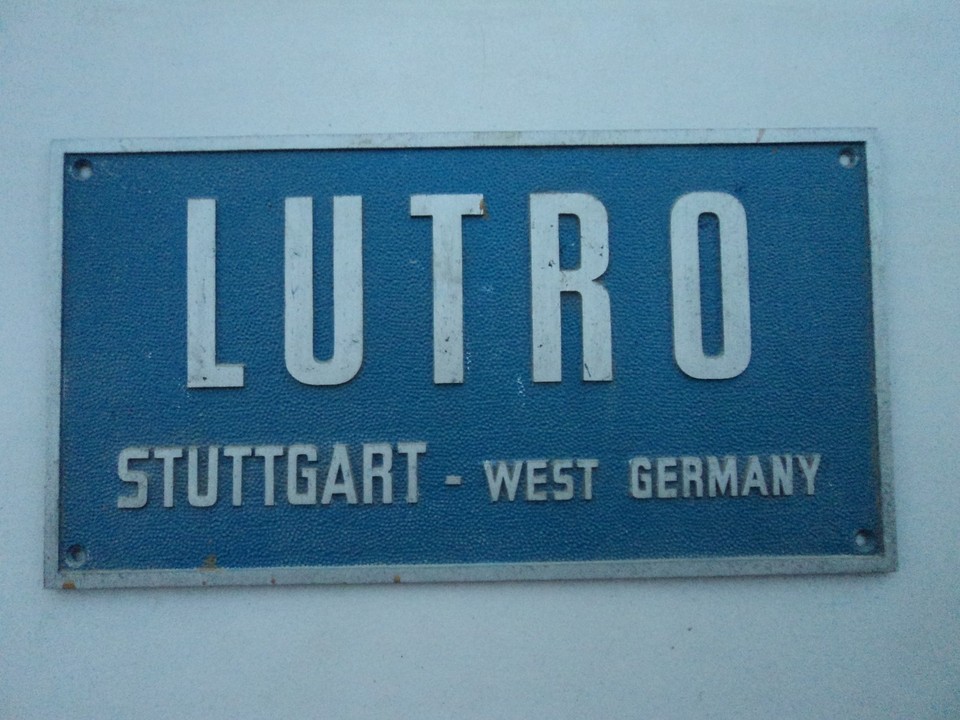 LUTRO
STUTTGART - WEST GERMANY